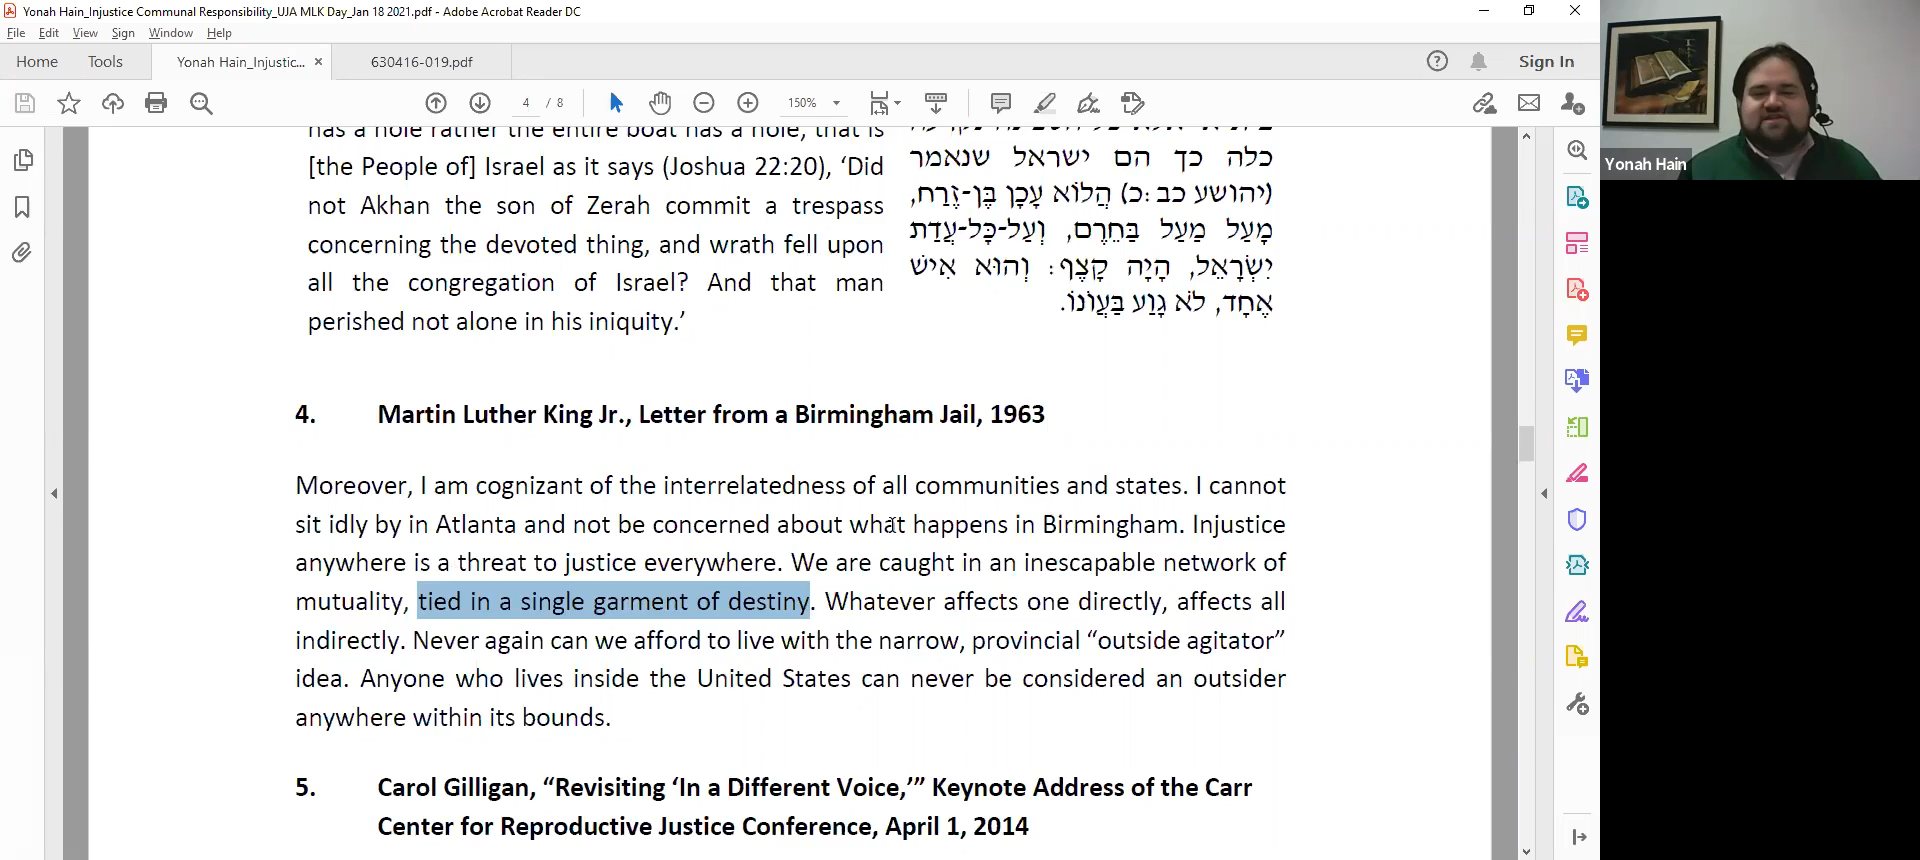 Yonah Hain_Injustice Communal Responsibility_UJA MLK Day_Jan 18 2021.pdf - Adobe Acrobat Reader DC
File Edit View Sign Window Help
Home Tools Yonah Hain_Injustic... × 630416-019.pdf Sign In
4 / 8 150%
has a hole rather the entire boat has a hole, that is
[the People of] Israel as it says (Joshua 22:20), ‘Did
not Akhan the son of Zerah commit a trespass
concerning the devoted thing, and wrath fell upon
all the congregation of Israel? And that man
perished not alone in his iniquity.’
כלה כך הם ישראל שנאמר
(יהושע כב:כ) הֲלוֹא עָכָן בֶּן-זֶרַח,
מָעַל מַעַל בַּחֵרֶם, וְעַל-כָּל-עֲדַת
יִשְׂרָאֵל, הָיָה קָצֶף: וְהוּא אִישׁ
אֶחָד, לֹא גָוַע בַּעֲוֺנוֹ.
4. Martin Luther King Jr., Letter from a Birmingham Jail, 1963
Moreover, I am cognizant of the interrelatedness of all communities and states. I cannot
sit idly by in Atlanta and not be concerned about what happens in Birmingham. Injustice
anywhere is a threat to justice everywhere. We are caught in an inescapable network of
mutuality, tied in a single garment of destiny. Whatever affects one directly, affects all
indirectly. Never again can we afford to live with the narrow, provincial “outside agitator”
idea. Anyone who lives inside the United States can never be considered an outsider
anywhere within its bounds.
5. Carol Gilligan, “Revisiting ‘In a Different Voice,’” Keynote Address of the Carr
Center for Reproductive Justice Conference, April 1, 2014
Yonah Hain